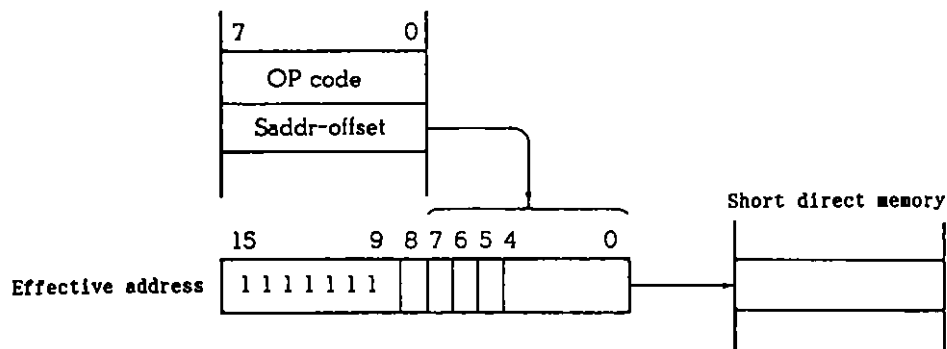 7 0
OP code
Saddr-offset
Short direct memory
15 9 8 7 6 5 4 0
Effective address 1 1 1 1 1 1 1